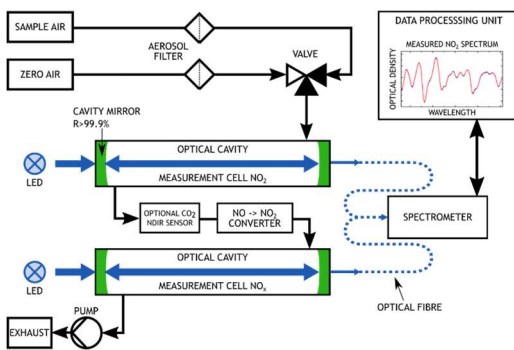 SAMPLE AIR
ZERO AIR
AEROSOL
FILTER
VALVE
DATA PROCESSSING UNIT
MEASURED NO₂ SPECTRUM
OPTICAL DENSITY
WAVELENGTH
CAVITY MIRROR
R>99.9%
OPTICAL CAVITY
MEASUREMENT CELL NO₂
LED
OPTIONAL CO₂
NDIR SENSOR
NO -> NO₂
CONVERTER
SPECTROMETER
OPTICAL CAVITY
MEASUREMENT CELL NOₓ
LED
OPTICAL FIBRE
PUMP
EXHAUST